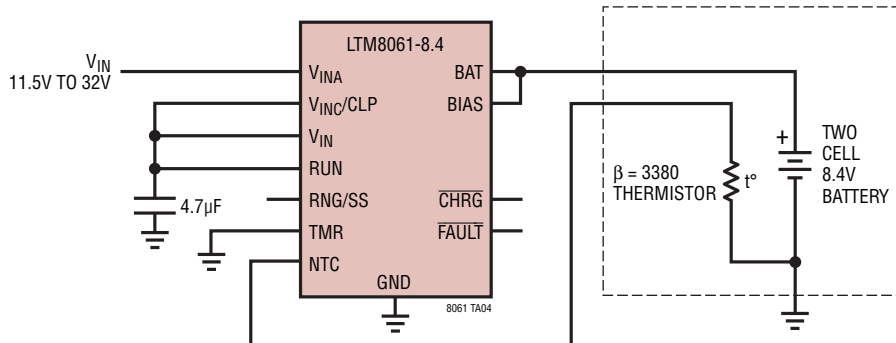 LTM8061-8.4
VIN
11.5V TO 32V
VINA
VINC/CLP
VIN
RUN
RNG/SS
TMR
NTC
GND
BAT
BIAS
CHRG
FAULT
4.7µF
8061 TA04
β = 3380
THERMISTOR
t°
+
TWO
CELL
8.4V
BATTERY